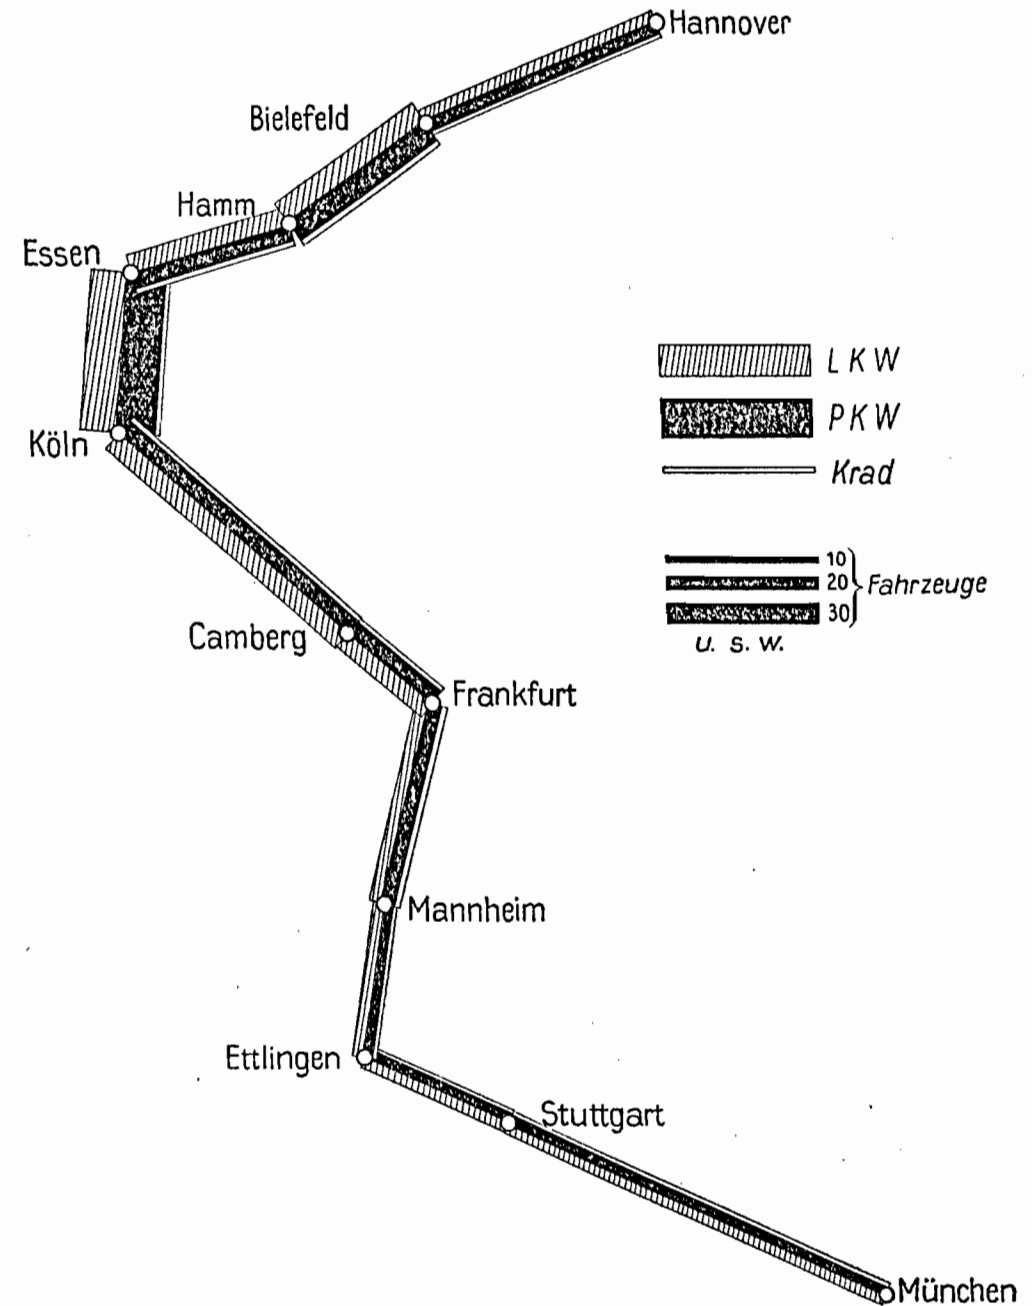 Hannover
Bielefeld
Hamm
Essen
LKW
PKW
Köln
Krad
10
20 Fahrzeuge
30
u. s. w.
Camberg
Frankfurt
Mannheim
Ettlingen
Stuttgart
München